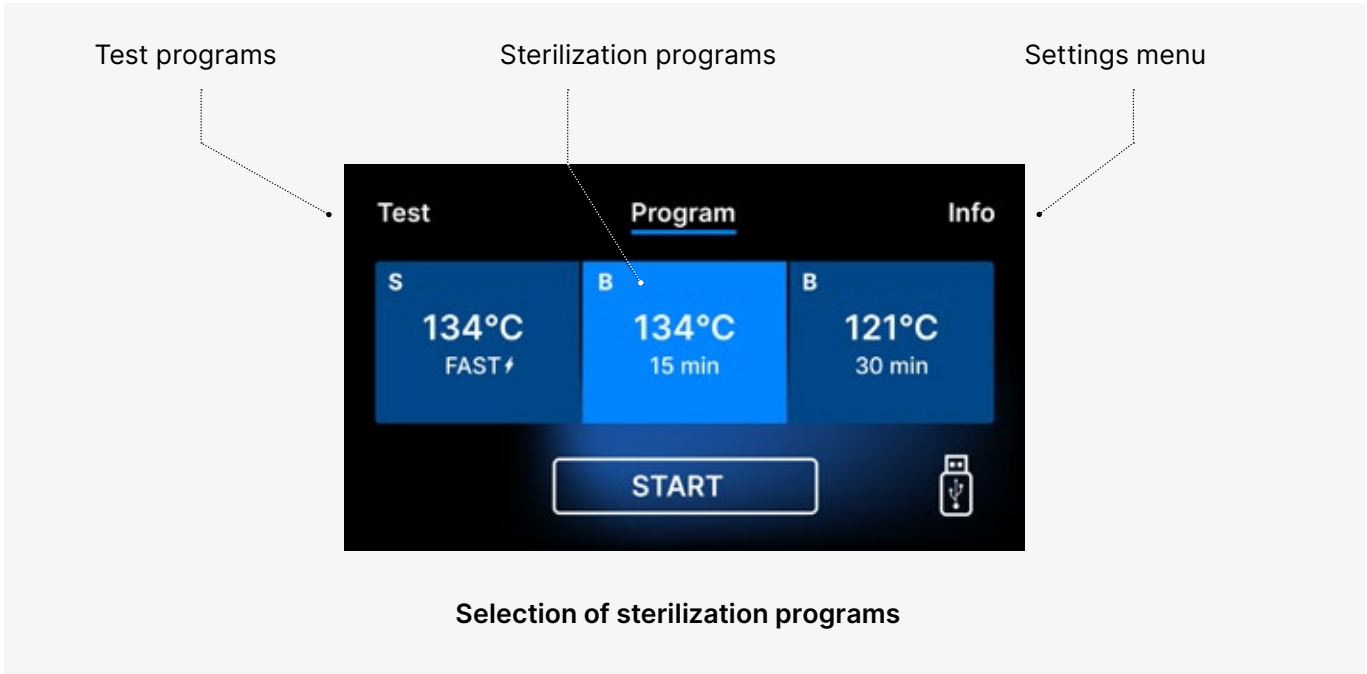 Test programs
Sterilization programs
Settings menu
Test
Program
Info
S
134°C
FAST
B
134°C
15 min
B
121°C
30 min
START
Selection of sterilization programs